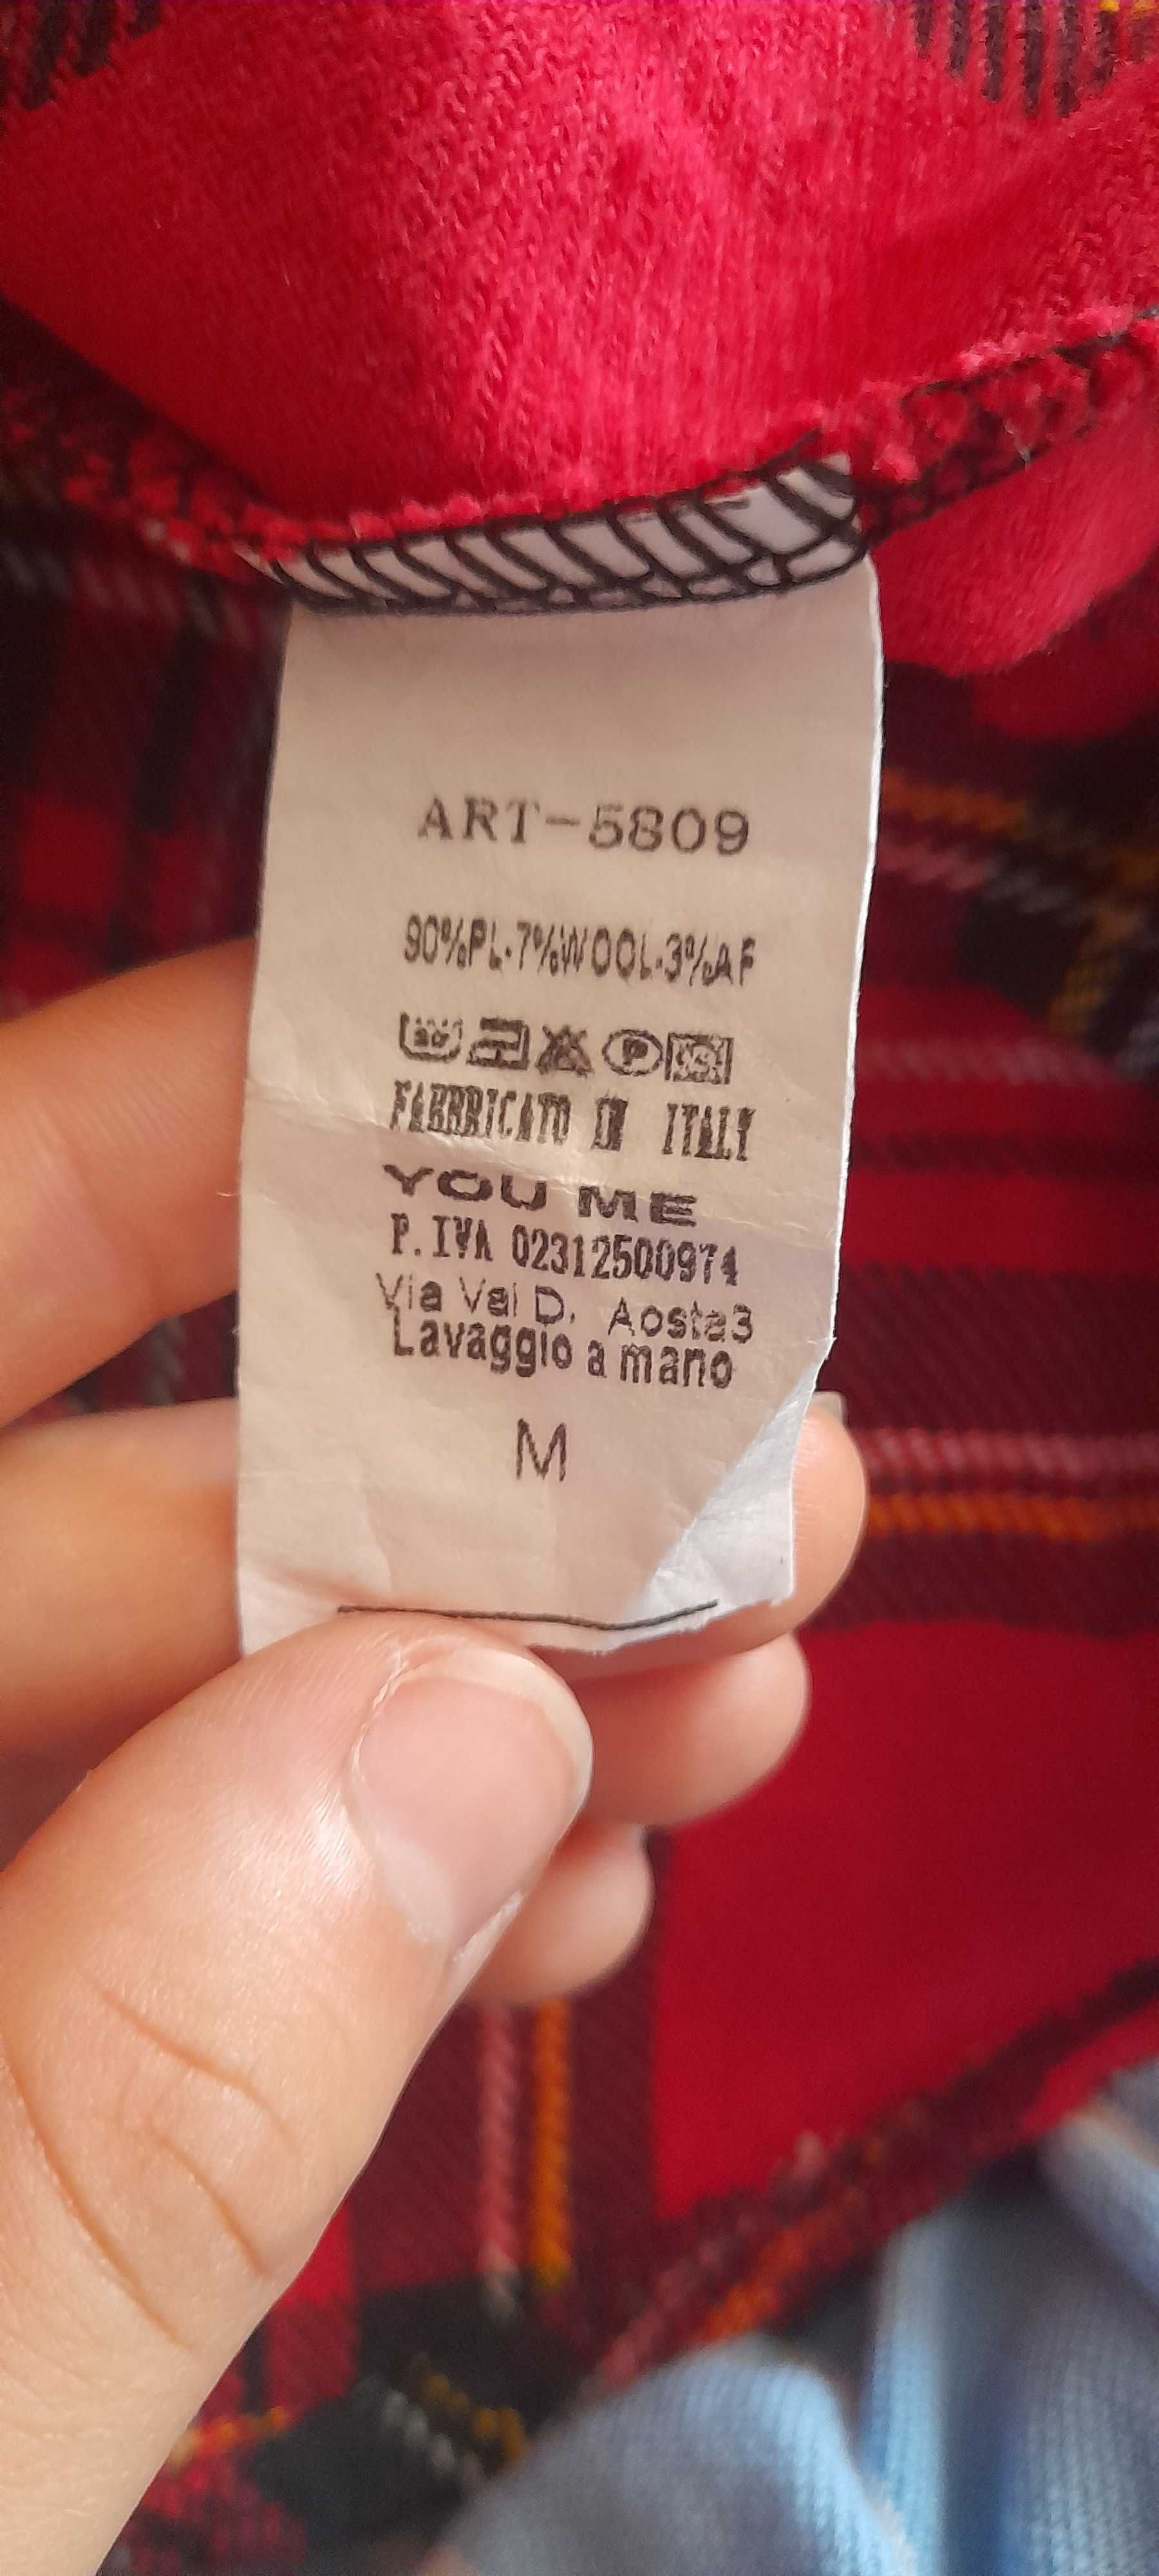 ART-5809
90%PL.7%WOOL.3%AF
P
FABBRICATO IN ITALY
YOU ME
P.IVA 02312500974
Via Val D. Aosta3
Lavaggio a mano
M